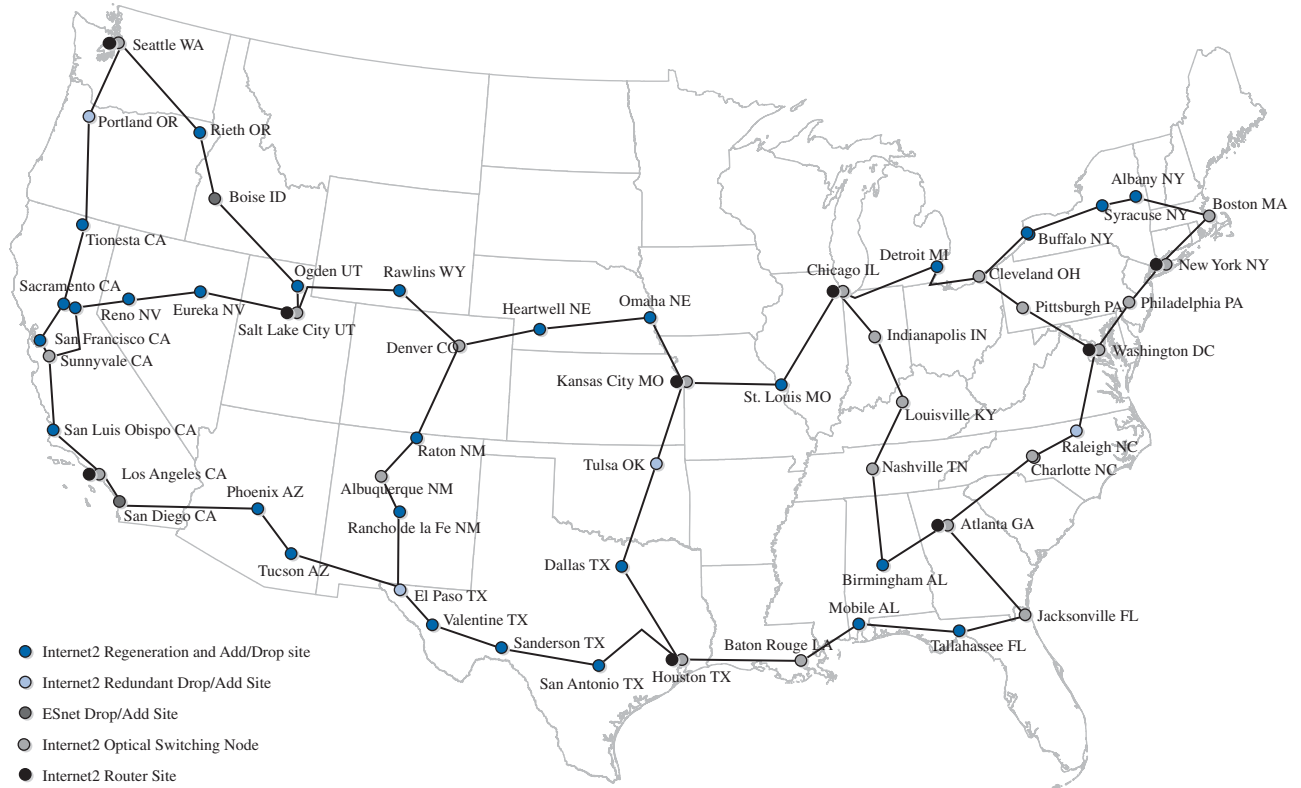 Seattle WA
Portland OR
Rieth OR
Boise ID
Tionesta CA
Ogden UT
Rawlins WY
Sacramento CA
Reno NV
Eureka NV
Salt Lake City UT
San Francisco CA
Sunnyvale CA
Denver CO
Heartwell NE
Omaha NE
Kansas City MO
St. Louis MO
Chicago IL
Detroit MI
Cleveland OH
Buffalo NY
Syracuse NY
Albany NY
Boston MA
New York NY
Philadelphia PA
Pittsburgh PA
Washington DC
Indianapolis IN
Louisville KY
Nashville TN
Raleigh NC
Charlotte NC
Atlanta GA
Birmingham AL
San Luis Obispo CA
Los Angeles CA
San Diego CA
Phoenix AZ
Tucson AZ
Raton NM
Albuquerque NM
Rancho de la Fe NM
Tulsa OK
Dallas TX
El Paso TX
Valentine TX
Sanderson TX
San Antonio TX
Houston TX
Baton Rouge LA
Mobile AL
Tallahassee FL
Jacksonville FL
Internet2 Regeneration and Add/Drop site
Internet2 Redundant Drop/Add Site
ESnet Drop/Add Site
Internet2 Optical Switching Node
Internet2 Router Site